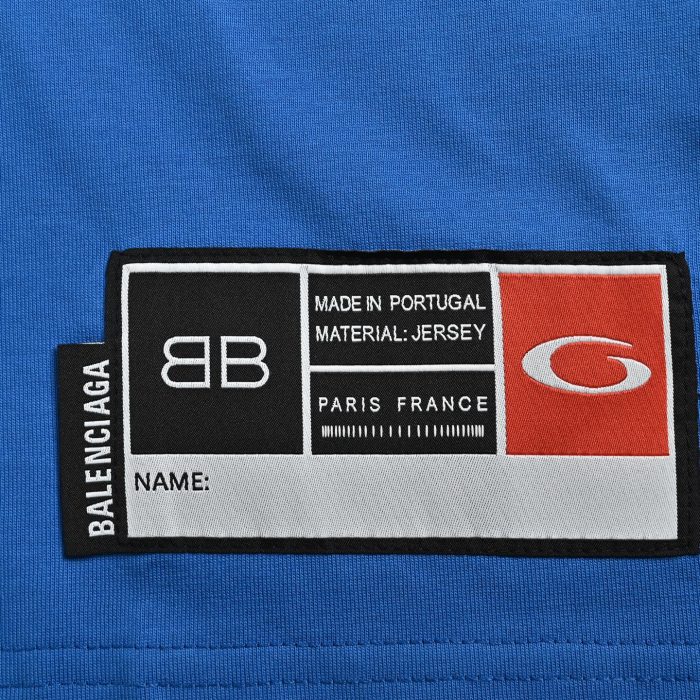 BB
MADE IN PORTUGAL
MATERIAL: JERSEY
PARIS FRANCE
G
NAME:
BALENCIAGA